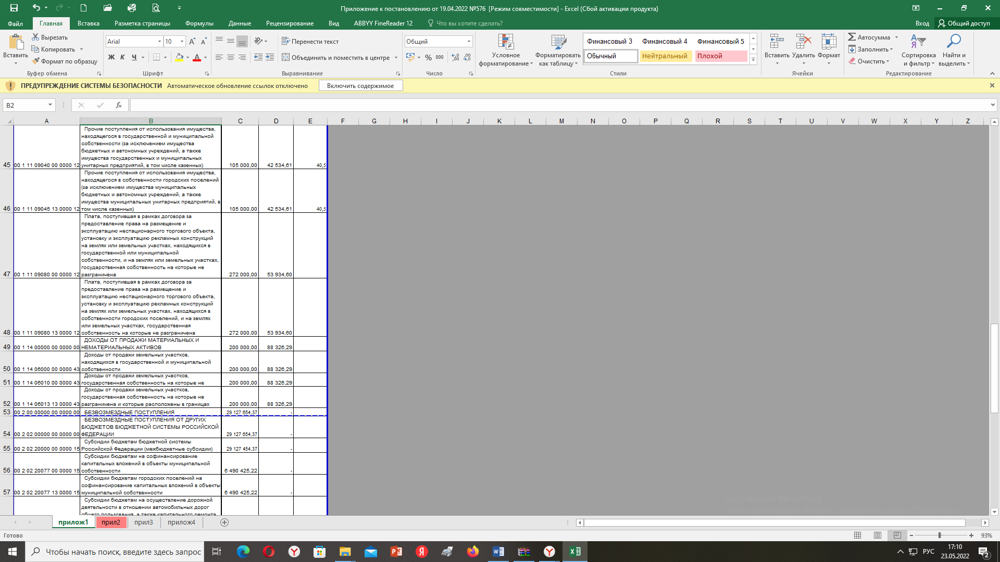 Приложение к постановлению от 19.04.2022 №576 [Режим совместимости] - Excel (Сбой активации продукта)
Файл Главная Вставка Разметка страницы Формулы Данные Рецензирование Вид ABBYY FineReader 12 Что вы хотите сделать? Вход Общий доступ
Вставить
Вырезать
Копировать
Формат по образцу
Буфер обмена
Arial 10
Ж К Ч
Шрифт
Перенести текст
Объединить и поместить в центре
Выравнивание
Общий
% 000
Число
Условное форматирование
Форматировать как таблицу
Финансовый 3 Финансовый 4 Финансовый 5
Обычный Нейтральный Плохой
Стили
Вставить Удалить Формат
Ячейки
Автосумма
Заполнить
Очистить
Сортировка и фильтр
Найти и выделить
Редактирование
ПРЕДУПРЕЖДЕНИЕ СИСТЕМЫ БЕЗОПАСНОСТИ Автоматическое обновление ссылок отключено Включить содержимое
B2 fx
A B C D E F G H I J K L M N O P Q R S T U V W X Y Z
Прочие поступления от использования имущества,
находящегося в государственной и муниципальной
собственности (за исключением имущества
бюджетных и автономных учреждений, а также
имущества государственных и муниципальных
45 00 1 11 09040 00 0000 12 унитарных предприятий, в том числе казенных) 105 000,00 42 534,61 40,5
Прочие поступления от использования имущества,
находящегося в собственности городских поселений
(за исключением имущества муниципальных
бюджетных и автономных учреждений, а также
имущества муниципальных унитарных предприятий, в
46 00 1 11 09045 13 0000 12 том числе казенных) 105 000,00 42 534,61 40,5
Плата, поступившая в рамках договора за
предоставление права на размещение и
эксплуатацию нестационарного торгового объекта,
установку и эксплуатацию рекламных конструкций
на землях или земельных участках, находящихся в
государственной или муниципальной
собственности, и на землях или земельных участках,
государственная собственность на которые не
47 00 1 11 09080 00 0000 12 разграничена 272 000,00 53 934,60
Плата, поступившая в рамках договора за
предоставление права на размещение и
эксплуатацию нестационарного торгового объекта,
установку и эксплуатацию рекламных конструкций
на землях или земельных участках, находящихся в
собственности городских поселений, и на землях
или земельных участках, государственная
48 00 1 11 09080 13 0000 12 собственность на которые не разграничена 272 000,00 53 934,60
ДОХОДЫ ОТ ПРОДАЖИ МАТЕРИАЛЬНЫХ И
49 00 1 14 00000 00 0000 00 НЕМАТЕРИАЛЬНЫХ АКТИВОВ 200 000,00 88 326,29
Доходы от продажи земельных участков,
находящихся в государственной и муниципальной
50 00 1 14 06000 00 0000 43 собственности 200 000,00 88 326,29
Доходы от продажи земельных участков,
51 00 1 14 06010 00 0000 43 государственная собственность на которые не 200 000,00 88 326,29
Доходы от продажи земельных участков,
государственная собственность на которые не
52 00 1 14 06013 13 0000 43 разграничена и которые расположены в границах 200 000,00 88 326,29
53 00 2 00 00000 00 0000 00 БЕЗВОЗМЕЗДНЫЕ ПОСТУПЛЕНИЯ 29 127 654,37 -
БЕЗВОЗМЕЗДНЫЕ ПОСТУПЛЕНИЯ ОТ ДРУГИХ
БЮДЖЕТОВ БЮДЖЕТНОЙ СИСТЕМЫ РОССИЙСКОЙ
54 00 2 02 00000 00 0000 00 ФЕДЕРАЦИИ 29 127 654,37 -
Субсидии бюджетам бюджетной системы
55 00 2 02 20000 00 0000 15 Российской Федерации (межбюджетные субсидии) 29 127 454,37 -
Субсидии бюджетам на софинансирование
капитальных вложений в объекты муниципальной
56 00 2 02 20077 00 0000 15 собственности 6 490 425,22 -
Субсидии бюджетам городских поселений на
софинансирование капитальных вложений в объекты
57 00 2 02 20077 13 0000 15 муниципальной собственности 6 490 425,22 -
Субсидии бюджетам на осуществление дорожной
деятельности в отношении автомобильных дорог
общего пользования, а также капитального ремонта
Активация Windows
прилож1 прил2 прил3 прилож4
Готово 93%
Чтобы начать поиск, введите здесь запрос
РУС 17:10
23.05.2022 2